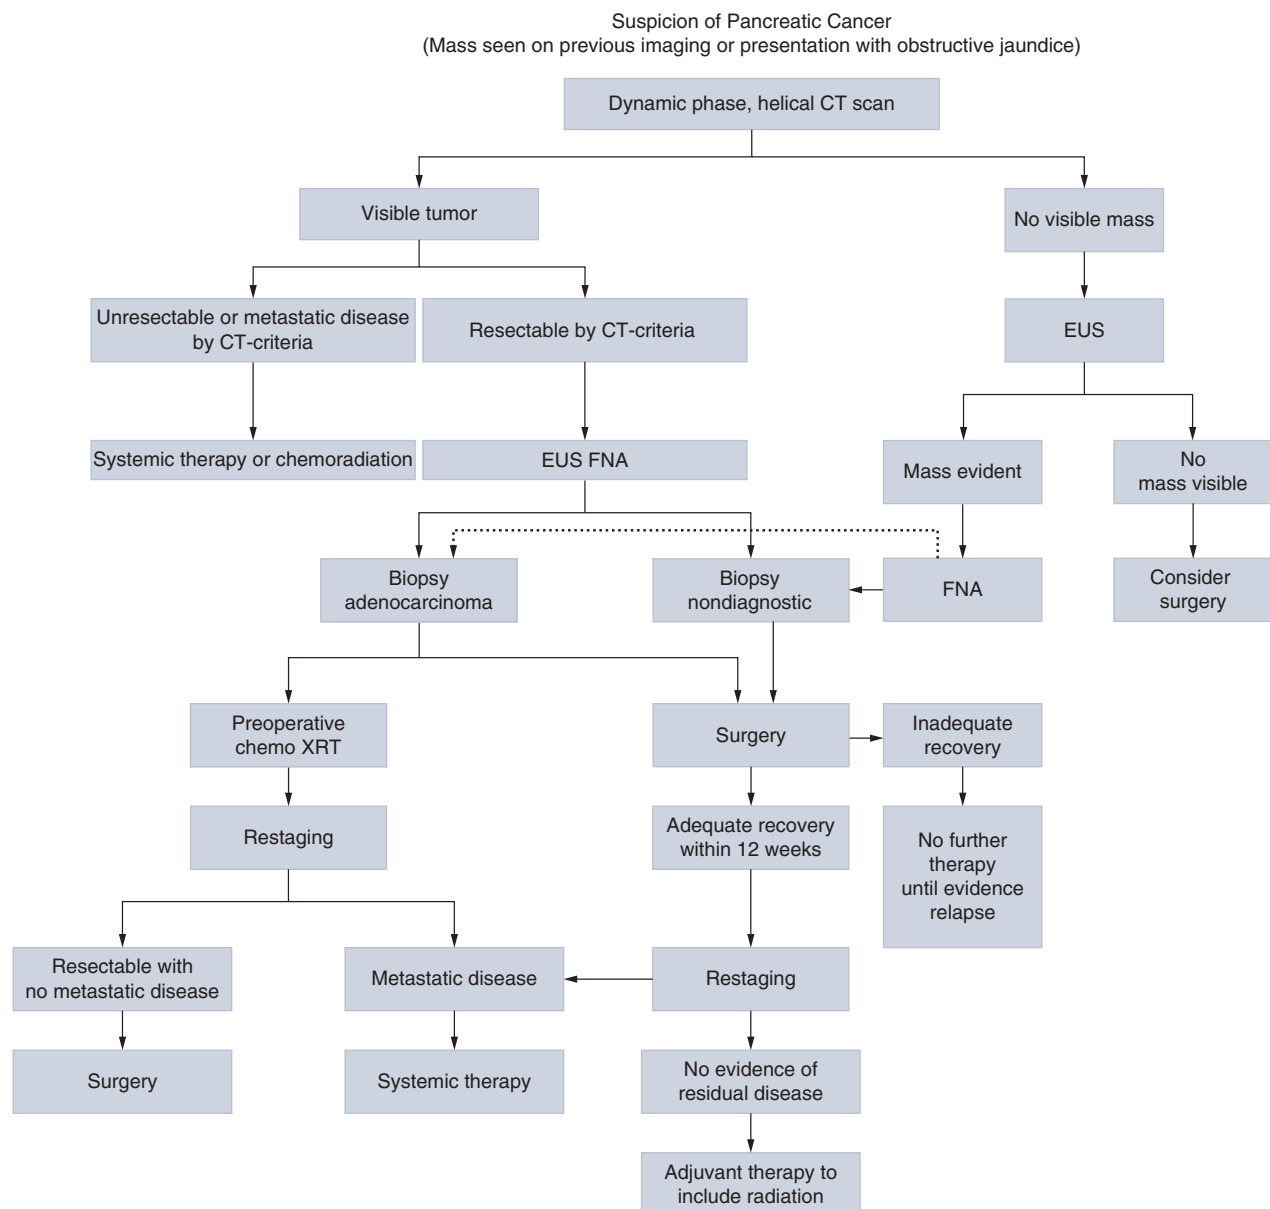 Suspicion of Pancreatic Cancer
(Mass seen on previous imaging or presentation with obstructive jaundice)
Dynamic phase, helical CT scan
Visible tumor
No visible mass
Unresectable or metastatic disease
by CT-criteria
Resectable by CT-criteria
EUS
Systemic therapy or chemoradiation
EUS FNA
Mass evident
No
mass visible
Biopsy
adenocarcinoma
Biopsy
nondiagnostic
FNA
Consider
surgery
Preoperative
chemo XRT
Surgery
Inadequate
recovery
Restaging
Adequate recovery
within 12 weeks
No further
therapy
until evidence
relapse
Resectable with
no metastatic disease
Metastatic disease
Restaging
Surgery
Systemic therapy
No evidence of
residual disease
Adjuvant therapy to
include radiation